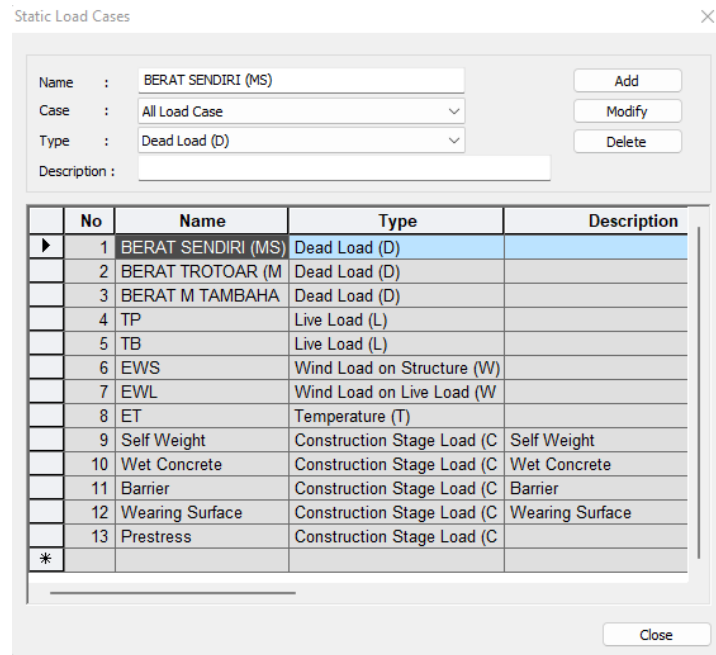 Static Load Cases
Name : BERAT SENDIRI (MS) Add
Case : All Load Case Modify
Type : Dead Load (D) Delete
Description :
No Name Type Description
1 BERAT SENDIRI (MS) Dead Load (D)
2 BERAT TROTOAR (M Dead Load (D)
3 BERAT M TAMBAHA Dead Load (D)
4 TP Live Load (L)
5 TB Live Load (L)
6 EWS Wind Load on Structure (W)
7 EWL Wind Load on Live Load (W
8 ET Temperature (T)
9 Self Weight Construction Stage Load (C Self Weight
10 Wet Concrete Construction Stage Load (C Wet Concrete
11 Barrier Construction Stage Load (C Barrier
12 Wearing Surface Construction Stage Load (C Wearing Surface
13 Prestress Construction Stage Load (C
Close